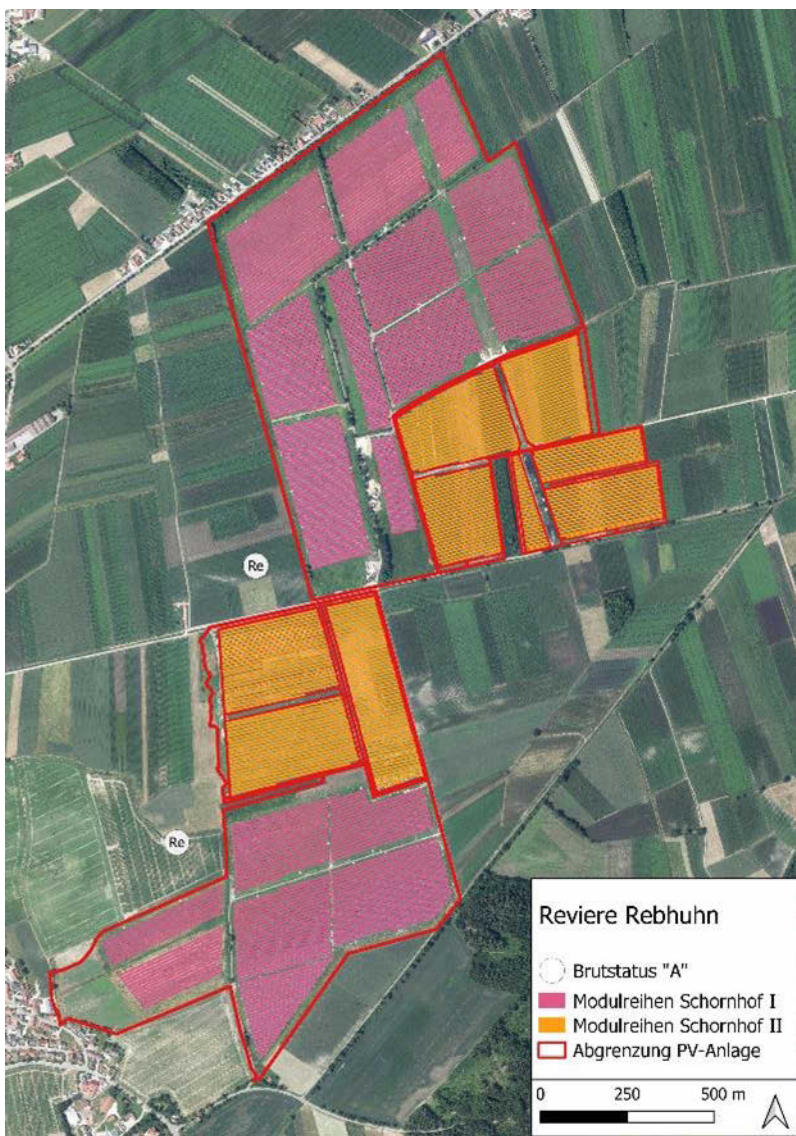 Re
Re
Reviere Rebhuhn
Brutstatus "A"
Modulreihen Schornhof I
Modulreihen Schornhof II
Abgrenzung PV-Anlage
0 250 500 m